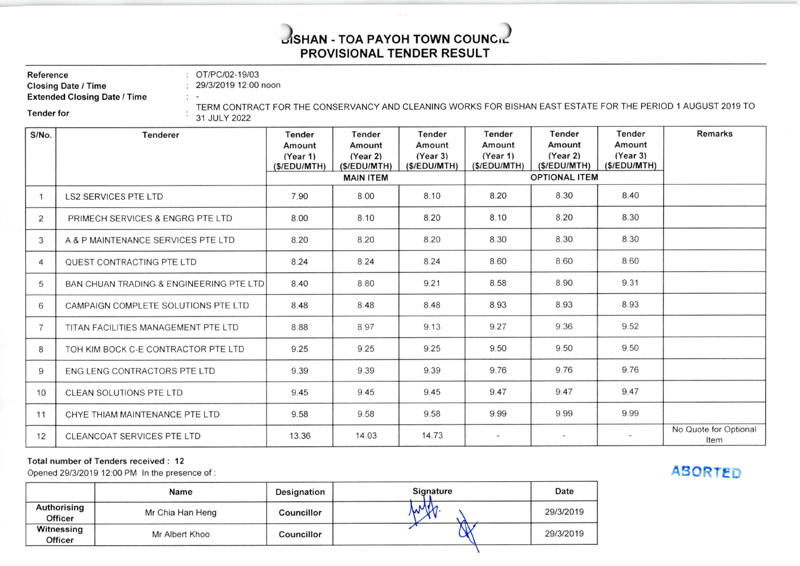 BISHAN - TOA PAYOH TOWN COUNCIL
PROVISIONAL TENDER RESULT
Reference : OT/PC/02-19/03
Closing Date / Time : 29/3/2019 12:00 noon
Extended Closing Date / Time : -
Tender for : TERM CONTRACT FOR THE CONSERVANCY AND CLEANING WORKS FOR BISHAN EAST ESTATE FOR THE PERIOD 1 AUGUST 2019 TO
31 JULY 2022
S/No. Tenderer Tender Tender Tender Tender Tender Tender Remarks
Amount Amount Amount Amount Amount Amount
(Year 1) (Year 2) (Year 3) (Year 1) (Year 2) (Year 3)
($/EDU/MTH) ($/EDU/MTH) ($/EDU/MTH) ($/EDU/MTH) ($/EDU/MTH) ($/EDU/MTH)
MAIN ITEM OPTIONAL ITEM
1 LS2 SERVICES PTE LTD 7.90 8.00 8.10 8.20 8.30 8.40
2 PRIMECH SERVICES & ENGRG PTE LTD 8.00 8.10 8.20 8.10 8.20 8.30
3 A & P MAINTENANCE SERVICES PTE LTD 8.20 8.20 8.20 8.30 8.30 8.30
4 QUEST CONTRACTING PTE LTD 8.24 8.24 8.24 8.60 8.60 8.60
5 BAN CHUAN TRADING & ENGINEERING PTE LTD 8.40 8.80 9.21 8.58 8.90 9.31
6 CAMPAIGN COMPLETE SOLUTIONS PTE LTD 8.48 8.48 8.48 8.93 8.93 8.93
7 TITAN FACILITIES MANAGEMENT PTE LTD 8.88 8.97 9.13 9.27 9.36 9.52
8 TOH KIM BOCK C-E CONTRACTOR PTE LTD 9.25 9.25 9.25 9.50 9.50 9.50
9 ENG LENG CONTRACTORS PTE LTD 9.39 9.39 9.39 9.76 9.76 9.76
10 CLEAN SOLUTIONS PTE LTD 9.45 9.45 9.45 9.47 9.47 9.47
11 CHYE THIAM MAINTENANCE PTE LTD 9.58 9.58 9.58 9.99 9.99 9.99
12 CLEANCOAT SERVICES PTE LTD 13.36 14.03 14.73 - - - No Quote for Optional
Item
Total number of Tenders received : 12
Opened 29/3/2019 12:00 PM In the presence of :
ABORTED
Name Designation Signature Date
Authorising
Officer Mr Chia Han Heng Councillor 29/3/2019
Witnessing
Officer Mr Albert Khoo Councillor 29/3/2019